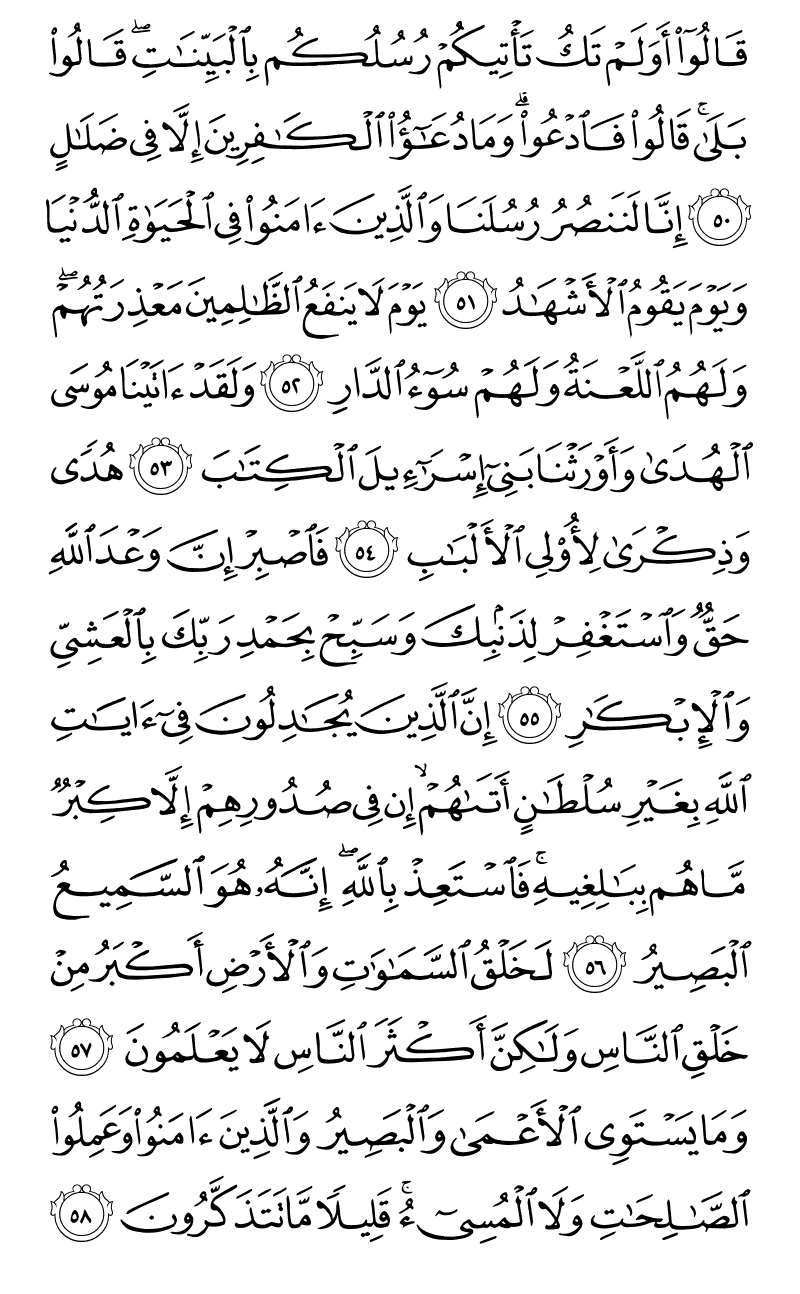 قَالُوٓاْ أَوَلَمۡ تَكُ تَأۡتِيكُمۡ رُسُلُكُم بِٱلۡبَيِّنَٰتِۖ قَالُواْ
بَلَىٰۚ قَالُواْ فَٱدۡعُواْۗ وَمَا دُعَٰٓؤُاْ ٱلۡكَٰفِرِينَ إِلَّا فِي ضَلَٰلٍ
٥٠ إِنَّا لَنَنصُرُ رُسُلَنَا وَٱلَّذِينَ ءَامَنُواْ فِي ٱلۡحَيَوٰةِ ٱلدُّنۡيَا
وَيَوۡمَ يَقُومُ ٱلۡأَشۡهَٰدُ ٥١ يَوۡمَ لَا يَنفَعُ ٱلظَّٰلِمِينَ مَعۡذِرَتُهُمۡۖ
وَلَهُمُ ٱللَّعۡنَةُ وَلَهُمۡ سُوٓءُ ٱلدَّارِ ٥٢ وَلَقَدۡ ءَاتَيۡنَا مُوسَى
ٱلۡهُدَىٰ وَأَوۡرَثۡنَا بَنِيٓ إِسۡرَٰٓءِيلَ ٱلۡكِتَٰبَ ٥٣ هُدٗى
وَذِكۡرَىٰ لِأُوْلِي ٱلۡأَلۡبَٰبِ ٥٤ فَٱصۡبِرۡ إِنَّ وَعۡدَ ٱللَّهِ
حَقّٞ وَٱسۡتَغۡفِرۡ لِذَنۢبِكَ وَسَبِّحۡ بِحَمۡدِ رَبِّكَ بِٱلۡعَشِيِّ
وَٱلۡإِبۡكَٰرِ ٥٥ إِنَّ ٱلَّذِينَ يُجَٰدِلُونَ فِيٓ ءَايَٰتِ
ٱللَّهِ بِغَيۡرِ سُلۡطَٰنٍ أَتَىٰهُمۡۙ إِن فِي صُدُورِهِمۡ إِلَّا كِبۡرٞ
مَّا هُم بِبَٰلِغِيهِۚ فَٱسۡتَعِذۡ بِٱللَّهِۖ إِنَّهُۥ هُوَ ٱلسَّمِيعُ
ٱلۡبَصِيرُ ٥٦ لَخَلۡقُ ٱلسَّمَٰوَٰتِ وَٱلۡأَرۡضِ أَكۡبَرُ مِنۡ
خَلۡقِ ٱلنَّاسِ وَلَٰكِنَّ أَكۡثَرَ ٱلنَّاسِ لَا يَعۡلَمُونَ ٥٧
وَمَا يَسۡتَوِي ٱلۡأَعۡمَىٰ وَٱلۡبَصِيرُ وَٱلَّذِينَ ءَامَنُواْ وَعَمِلُواْ
ٱلصَّٰلِحَٰتِ وَلَا ٱلۡمُسِيٓءُۚ قَلِيلٗا مَّا تَتَذَكَّرُونَ ٥٨